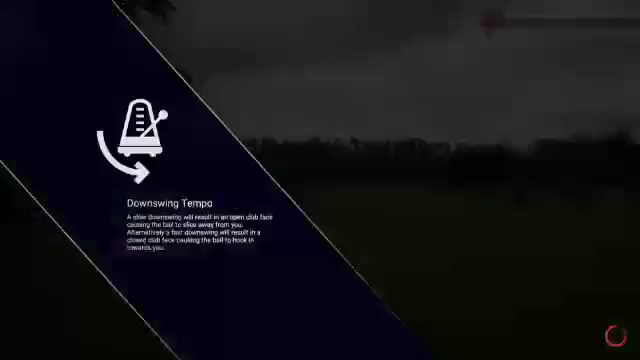 Downswing Tempo
A slow downswing will result in an open club face
causing the ball to slice away from you.
Alternatively a fast downswing will result in a
closed club face causing the ball to hook in
towards you.